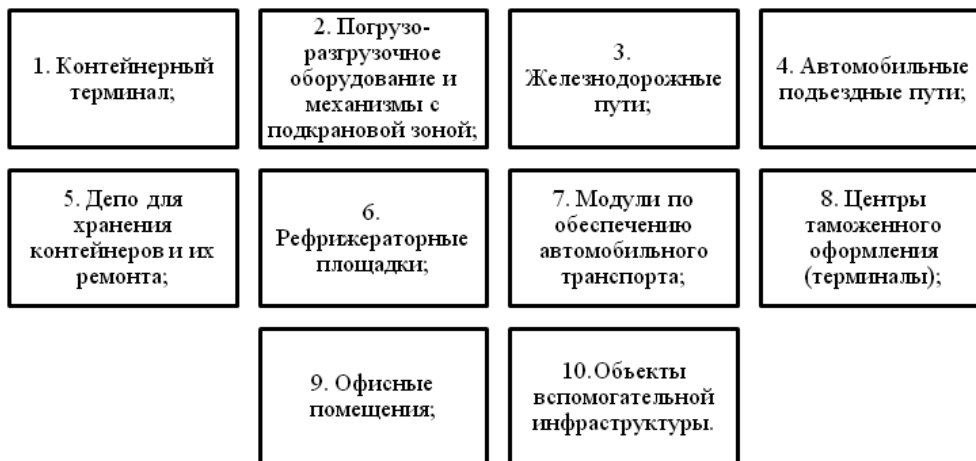 1. Контейнерный
терминал;
2. Погрузо-
разгрузочное
оборудование и
механизмы с
подкрановой зоной;
3.
Железнодорожные
пути;
4. Автомобильные
подъездные пути;
5. Депо для
хранения
контейнеров и их
ремонта;
6.
Рефрижераторные
площадки;
7. Модули по
обеспечению
автомобильного
транспорта;
8. Центры
таможенного
оформления
(терминалы);
9. Офисные
помещения;
10.Объекты
вспомогательной
инфраструктуры.